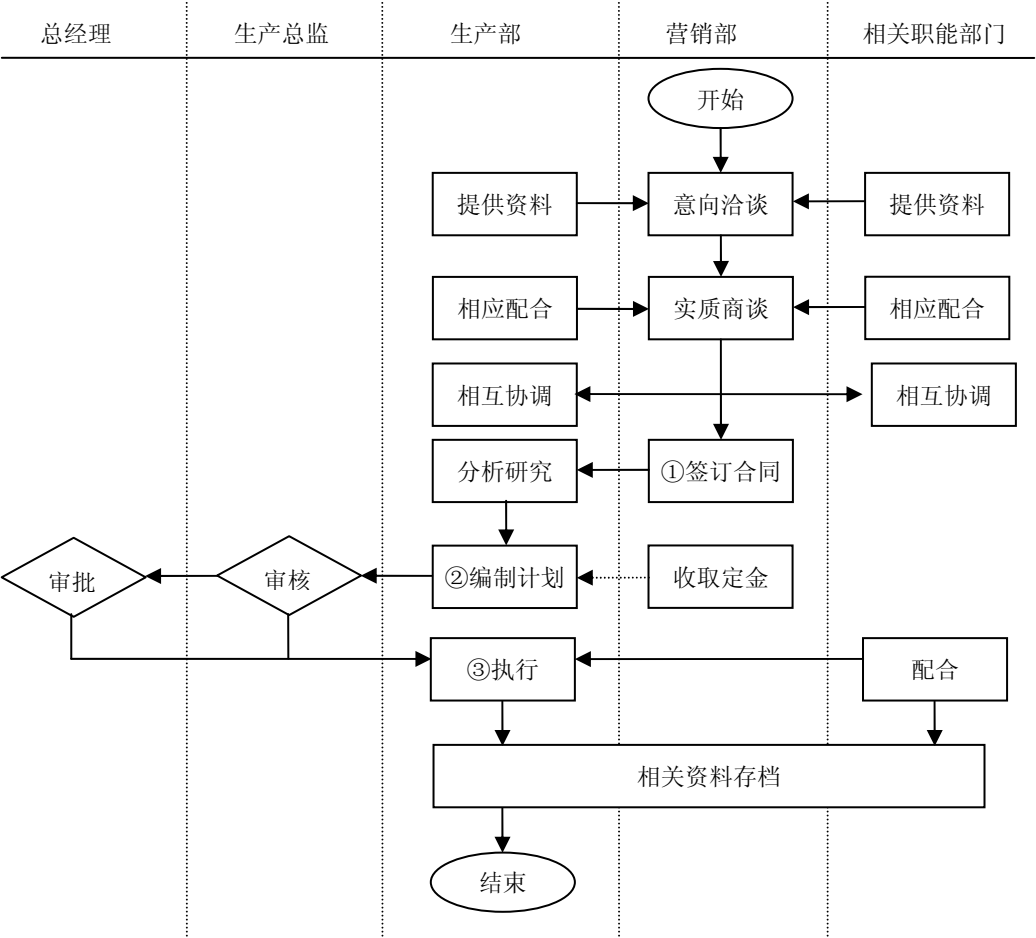 总经理
生产总监
生产部
营销部
相关职能部门
开始
提供资料
意向洽谈
提供资料
相应配合
实质商谈
相应配合
相互协调
相互协调
分析研究
①签订合同
审批
审核
②编制计划
收取定金
③执行
配合
相关资料存档
结束